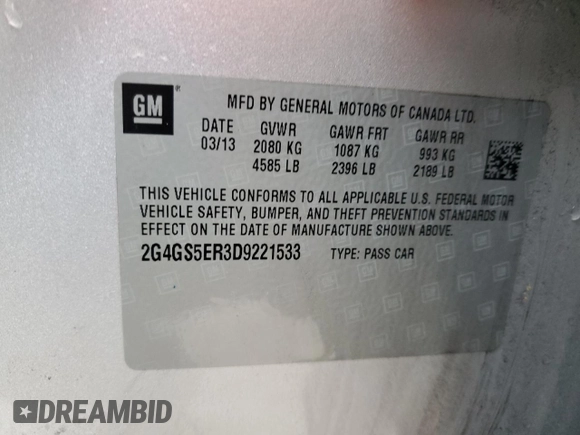 GM
MFD BY GENERAL MOTORS OF CANADA LTD.
DATE GVWR GAWR FRT GAWR RR
03/13 2080 KG 1087 KG 993 KG
4585 LB 2396 LB 2189 LB
THIS VEHICLE CONFORMS TO ALL APPLICABLE U.S. FEDERAL MOTOR
VEHICLE SAFETY, BUMPER, AND THEFT PREVENTION STANDARDS IN
EFFECT ON THE DATE OF MANUFACTURE SHOWN ABOVE.
2G4GS5ER3D9221533 TYPE: PASS CAR
DREAMBID